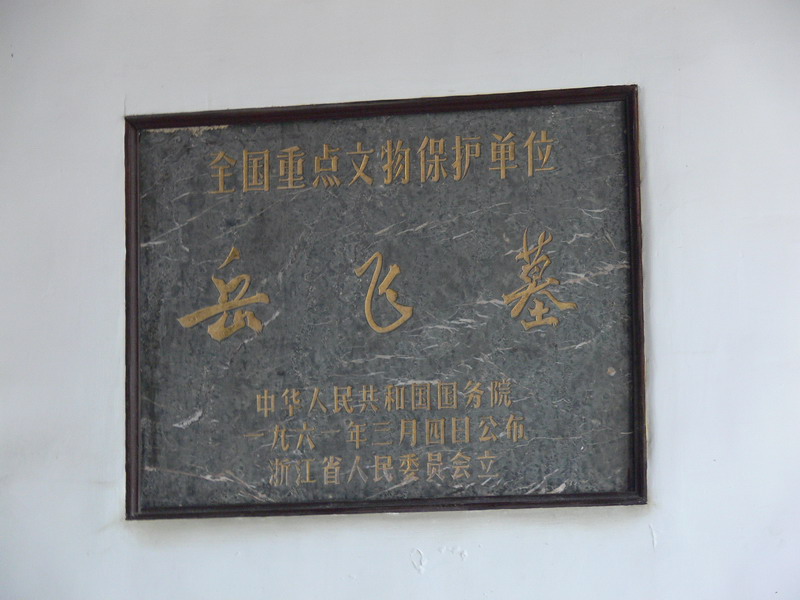 全国重点文物保护单位
岳飞墓
中华人民共和国国务院
一九六一年三月四日公布
浙江省人民委员会立